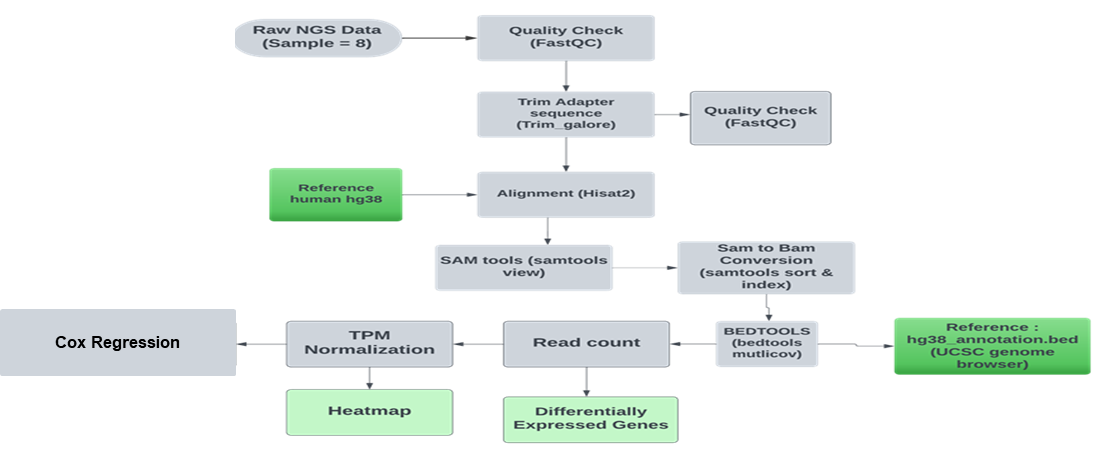 Raw NGS Data
(Sample = 8)
Quality Check
(FastQC)
Trim Adapter
sequence
(Trim_galore)
Quality Check
(FastQC)
Reference
human hg38
Alignment (Hisat2)
SAM tools (samtools
view)
Sam to Bam
Conversion
(samtools sort &
index)
Cox Regression
TPM
Normalization
Read count
BEDTOOLS
(bedtools
mutlicov)
Reference :
hg38_annotation.bed
(UCSC genome
browser)
Heatmap
Differentially
Expressed Genes